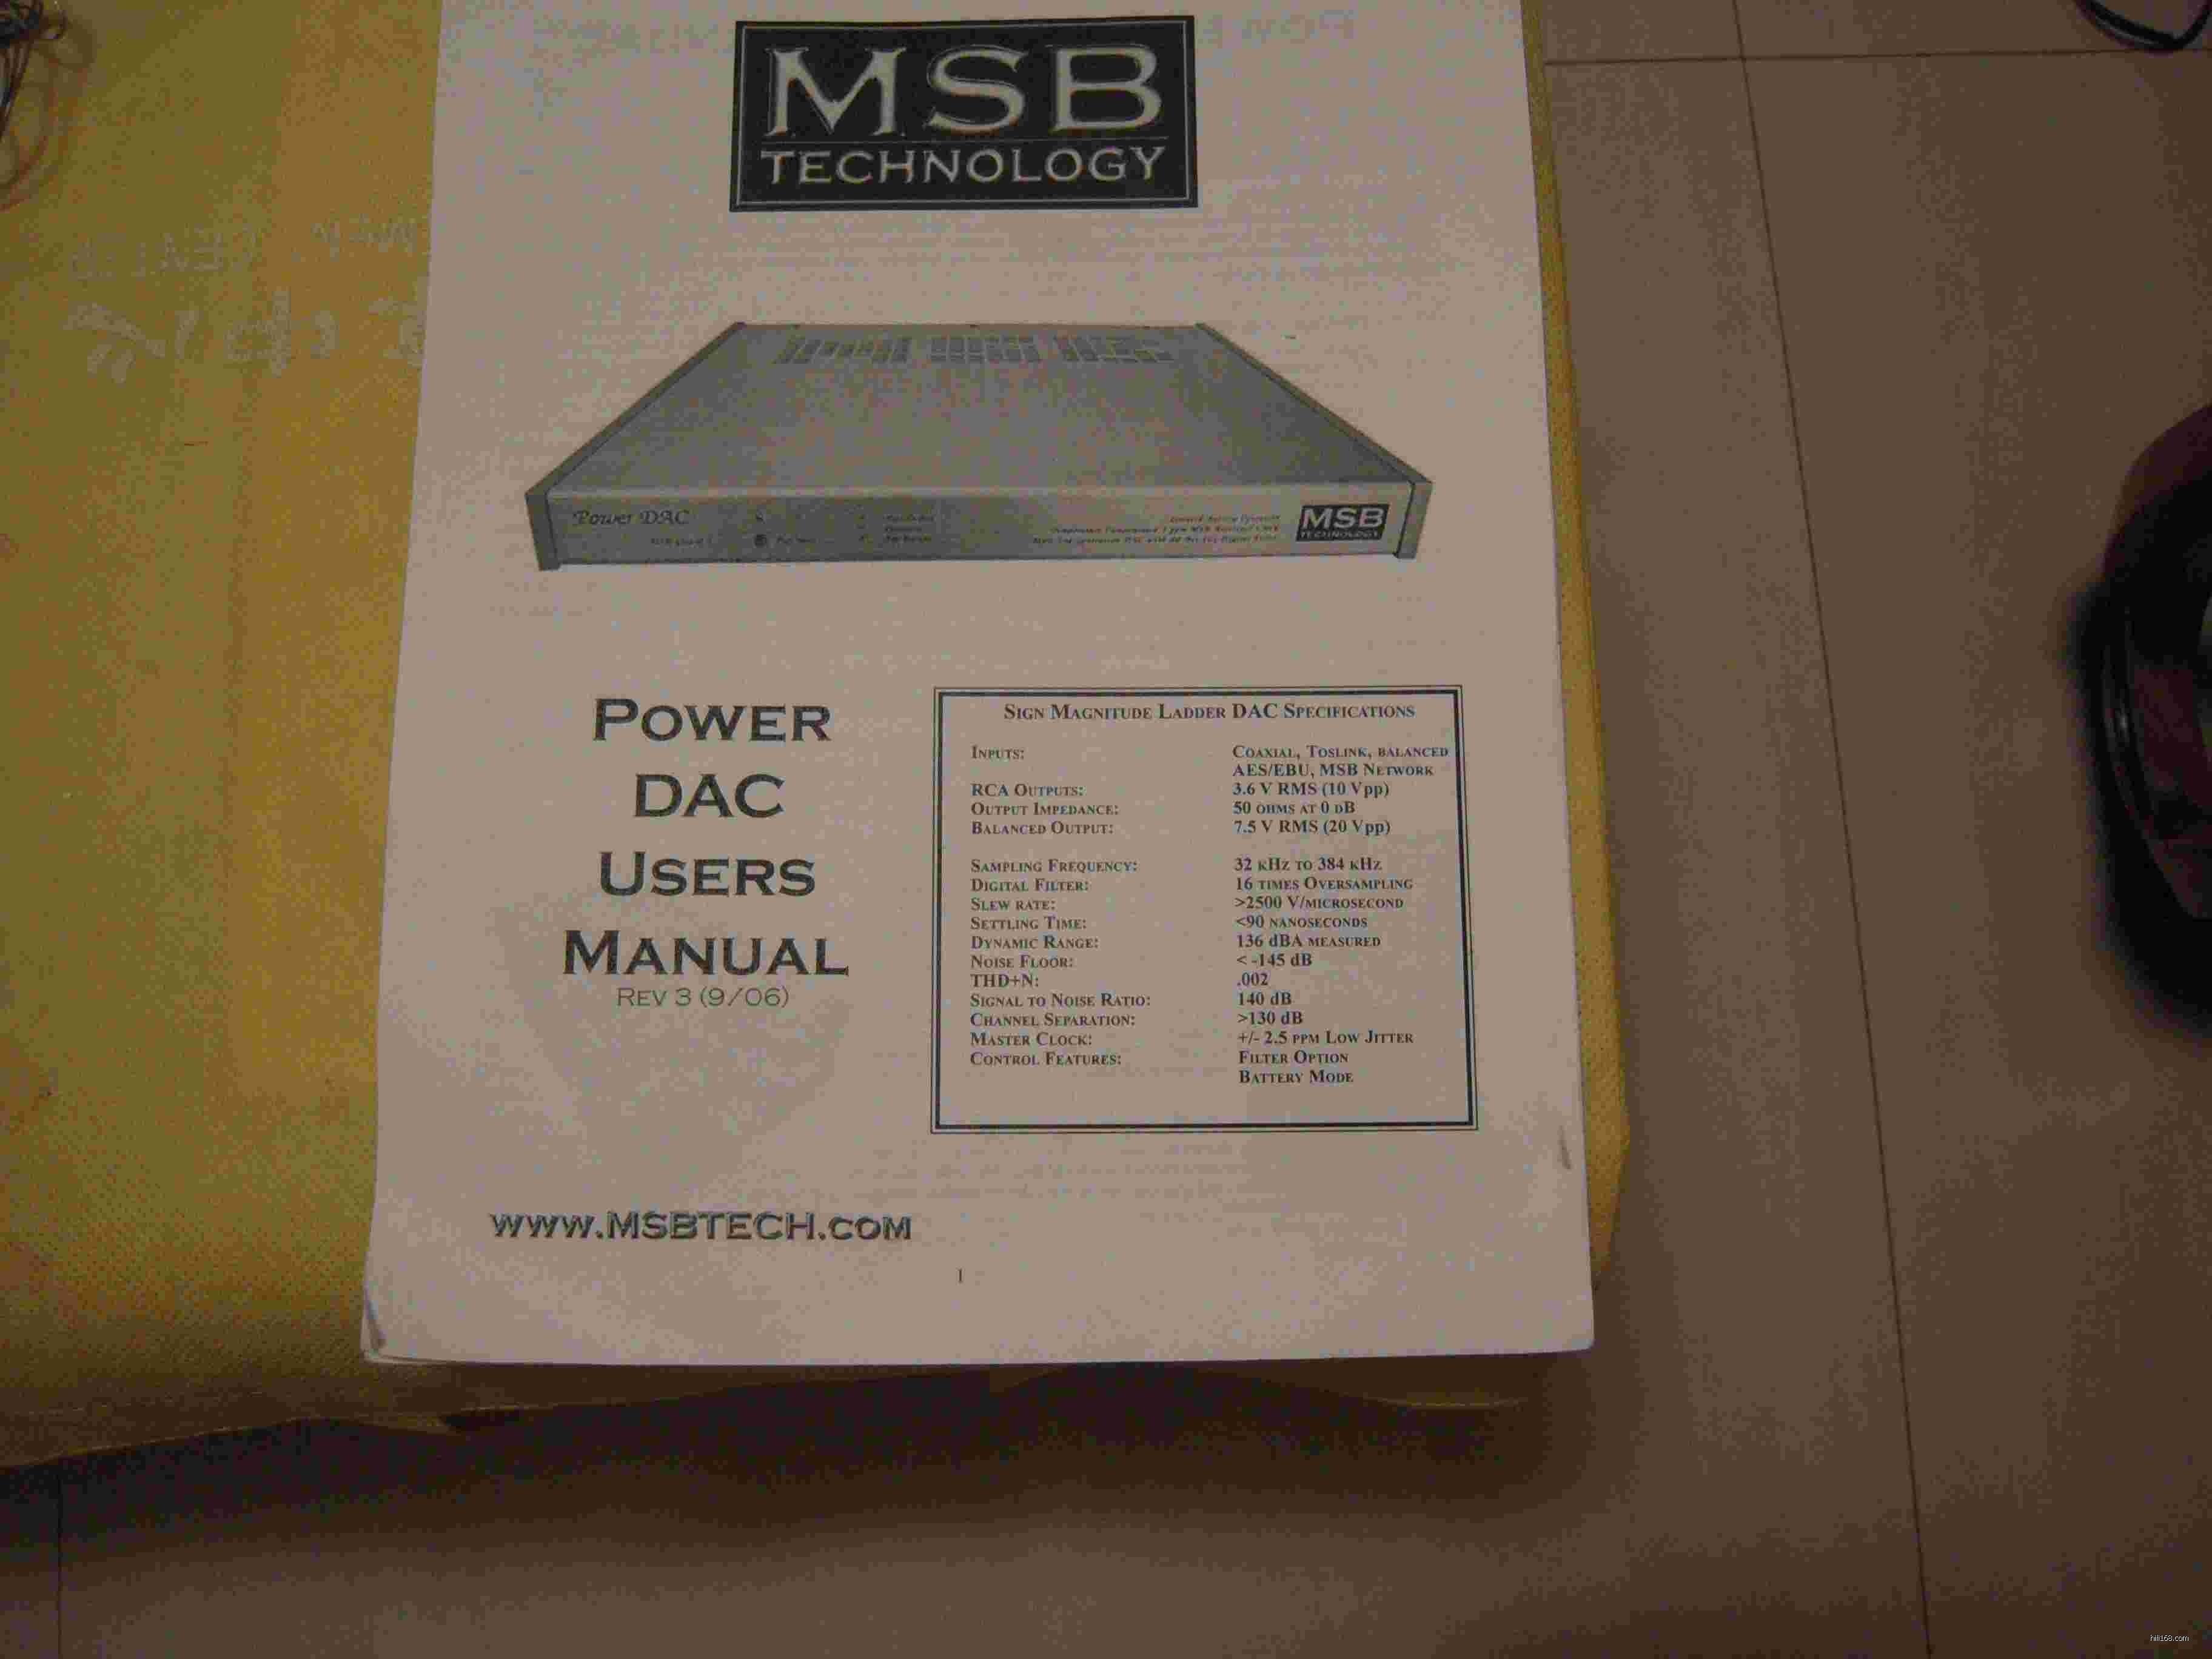 MSB
TECHNOLOGY
Power DAC
MSB
TECHNOLOGY
POWER
DAC
USERS
MANUAL
REV 3 (9/06)
SIGN MAGNITUDE LADDER DAC SPECIFICATIONS
INPUTS: COAXIAL, TOSLINK, BALANCED
AES/EBU, MSB NETWORK
RCA OUTPUTS: 3.6 V RMS (10 Vpp)
OUTPUT IMPEDANCE: 50 OHMS AT 0 DB
BALANCED OUTPUT: 7.5 V RMS (20 Vpp)
SAMPLING FREQUENCY: 32 KHZ TO 384 KHZ
DIGITAL FILTER: 16 TIMES OVERSAMPLING
SLEW RATE: >2500 V/MICROSECOND
SETTLING TIME: <90 NANOSECONDS
DYNAMIC RANGE: 136 dBA MEASURED
NOISE FLOOR: < -145 dB
THD+N: .002
SIGNAL TO NOISE RATIO: 140 dB
CHANNEL SEPARATION: >130 dB
MASTER CLOCK: +/- 2.5 PPM LOW JITTER
CONTROL FEATURES: FILTER OPTION
BATTERY MODE
WWW.MSBTECH.COM
1
hifi168.com